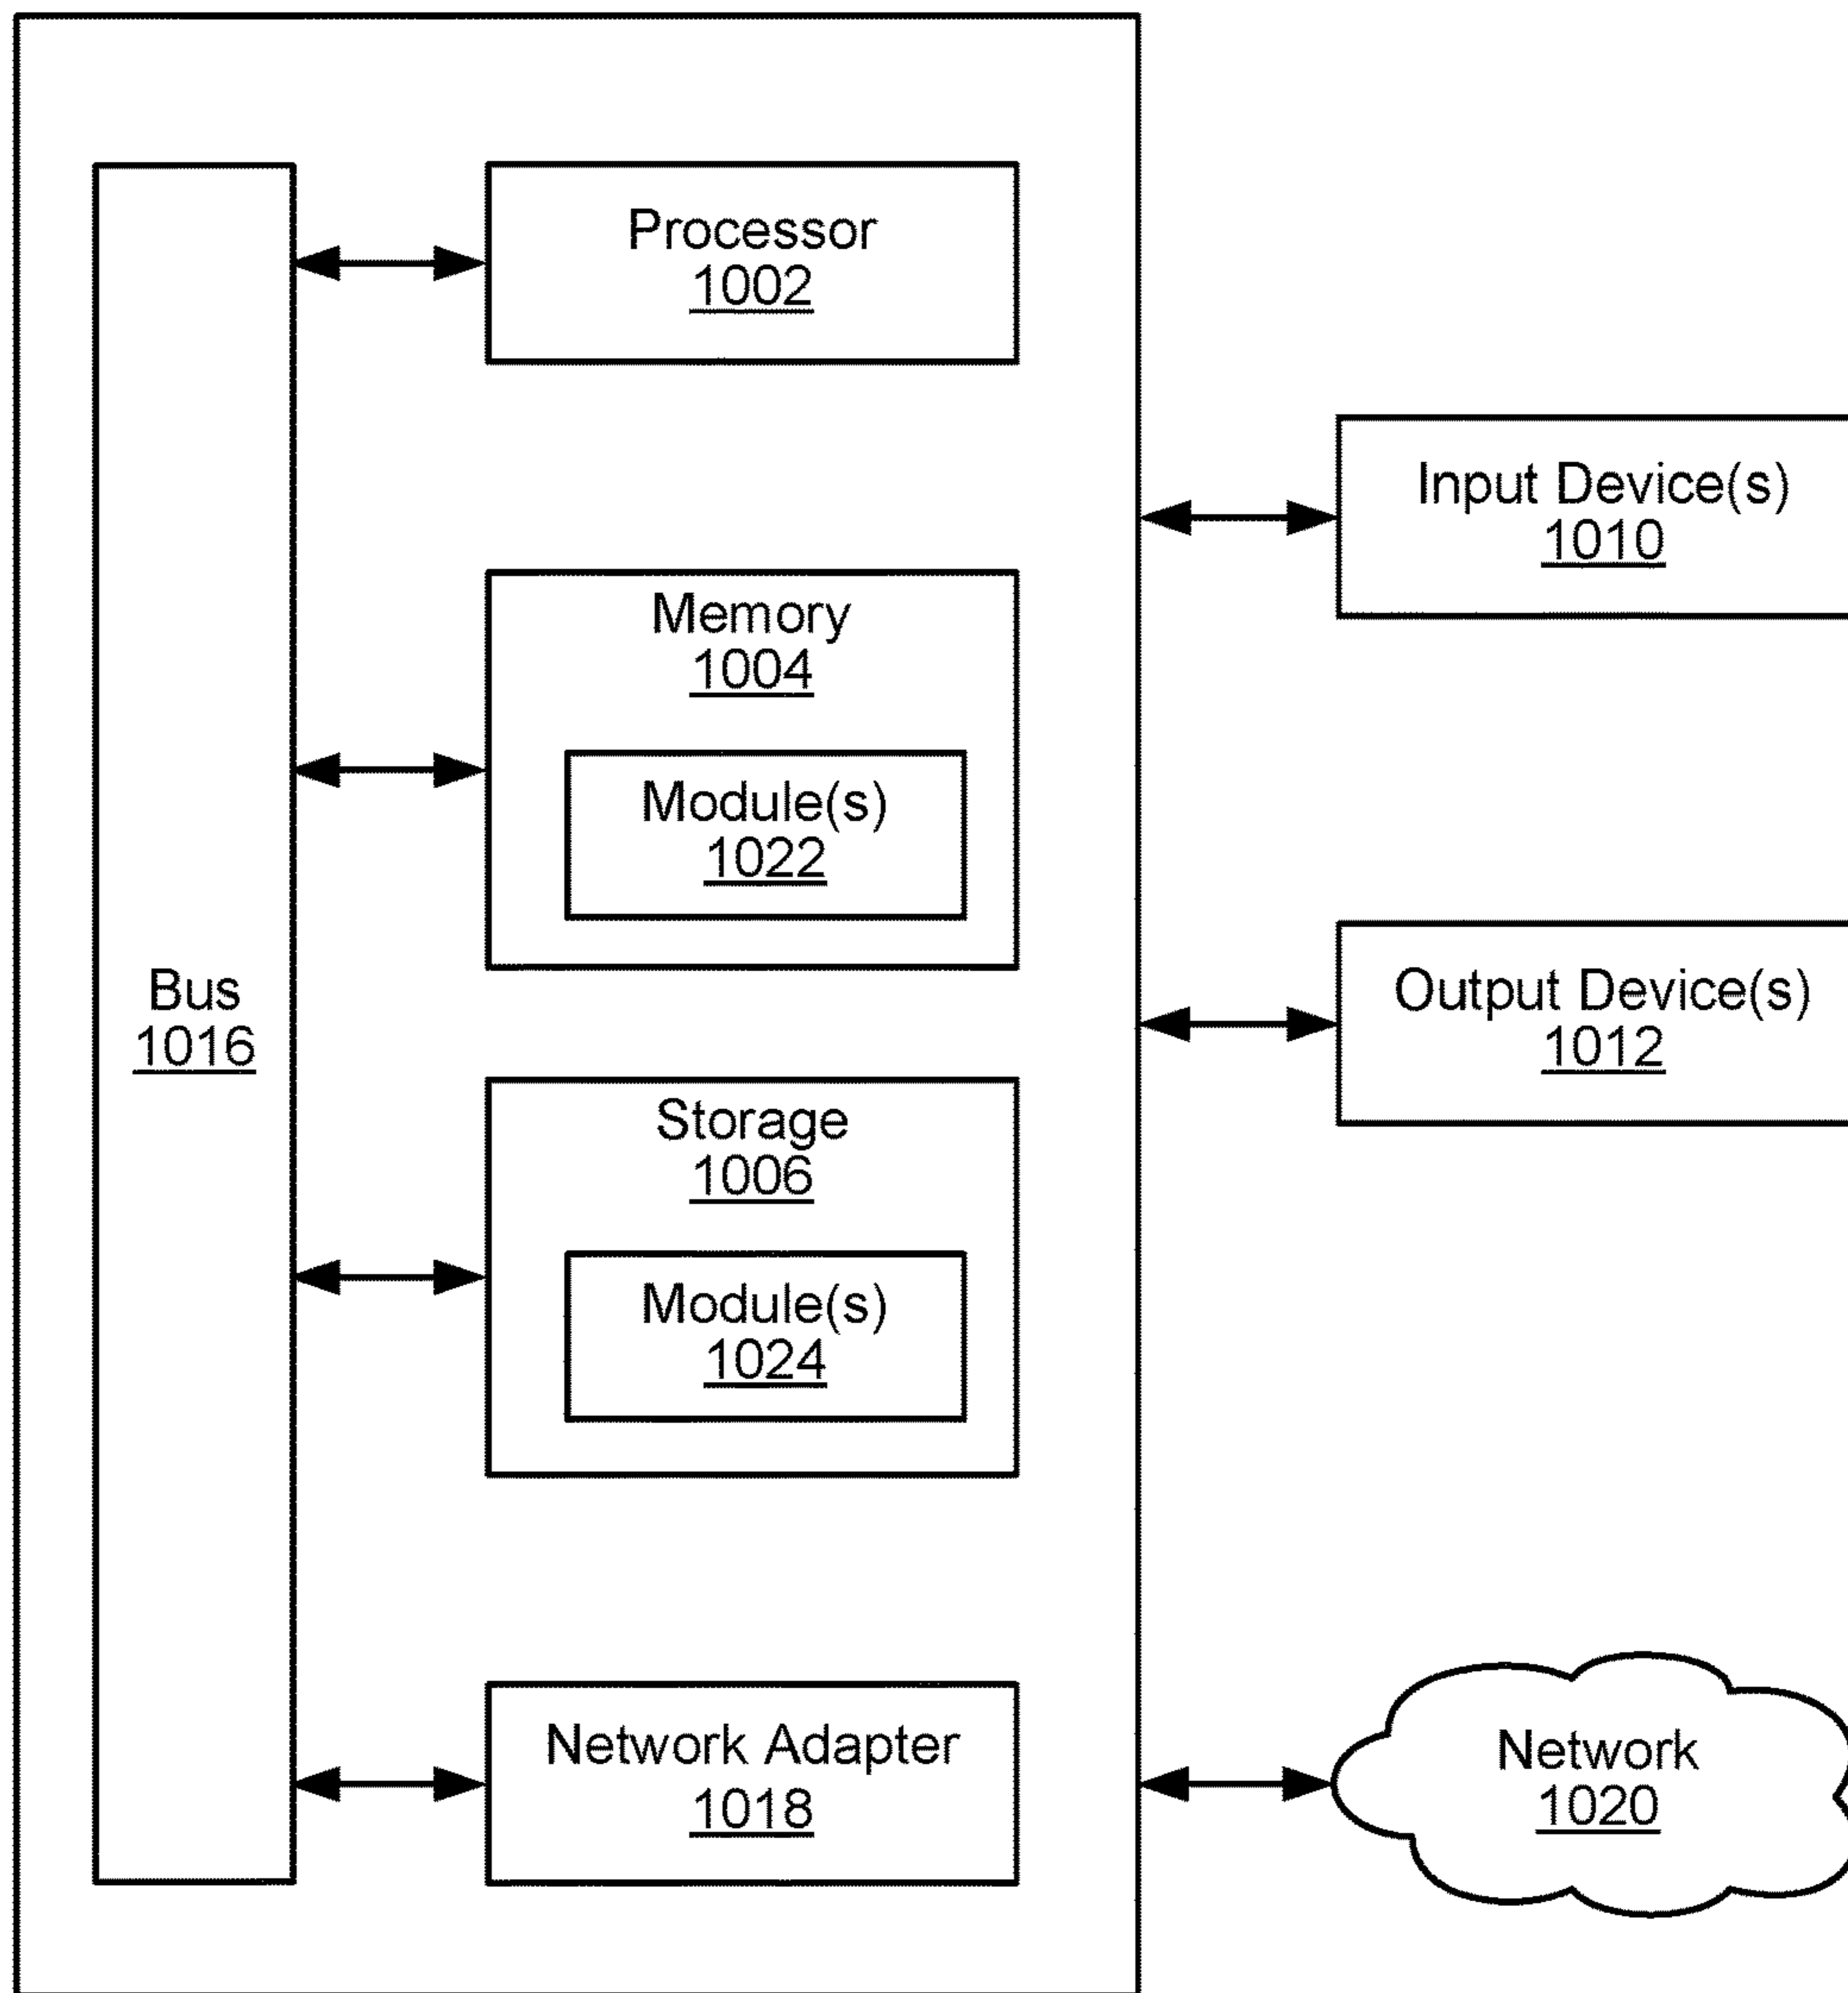 Processor
1002
Input Device(s)
1010
Memory
1004
Module(s)
1022
Bus
1016
Output Device(s)
1012
Storage
1006
Module(s)
1024
Network Adapter
1018
Network
1020